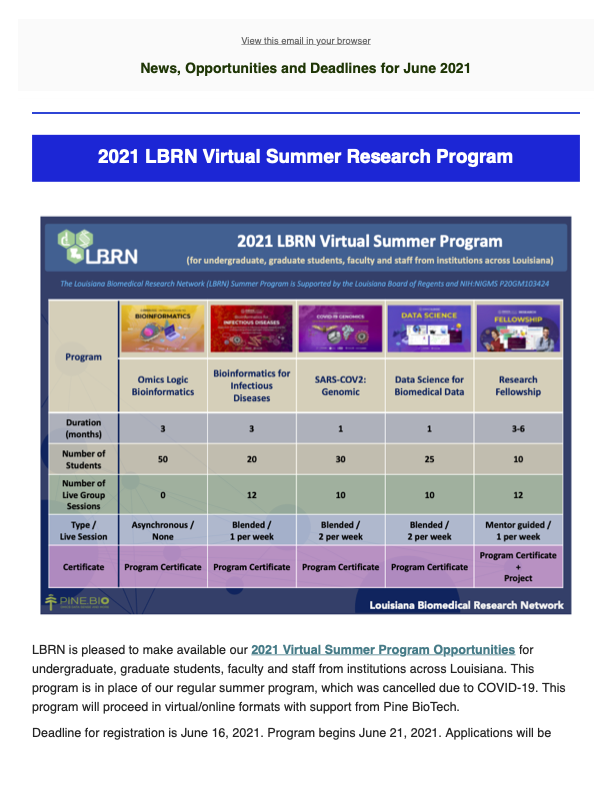 View this email in your browser
News, Opportunities and Deadlines for June 2021
2021 LBRN Virtual Summer Research Program
LBRN
2021 LBRN Virtual Summer Program
(for undergraduate, graduate students, faculty and staff from institutions across Louisiana)
The Louisiana Biomedical Research Network (LBRN) Summer Program is Supported by the Louisiana Board of Regents and NIH:NIGMS P20GM103424
Program
BIOINFORMATICS
INFECTIOUS DISEASES
COVID-19 GENOMICS
DATA SCIENCE
FELLOWSHIP
Omics Logic
Bioinformatics
Bioinformatics for
Infectious
Diseases
SARS-COV2:
Genomic
Data Science for
Biomedical Data
Research
Fellowship
Duration
(months)
3 3 1 1 3-6
Number of
Students
50 20 30 25 10
Number of
Live Group
Sessions
0 12 10 10 12
Type /
Live Session
Asynchronous /
None
Blended /
1 per week
Blended /
2 per week
Blended /
2 per week
Mentor guided /
1 per week
Certificate
Program Certificate
Program Certificate
Program Certificate
Program Certificate
Program Certificate
+
Project
PINE BIO
Louisiana Biomedical Research Network
LBRN is pleased to make available our 2021 Virtual Summer Program Opportunities for
undergraduate, graduate students, faculty and staff from institutions across Louisiana. This
program is in place of our regular summer program, which was cancelled due to COVID-19. This
program will proceed in virtual/online formats with support from Pine BioTech.
Deadline for registration is June 16, 2021. Program begins June 21, 2021. Applications will be